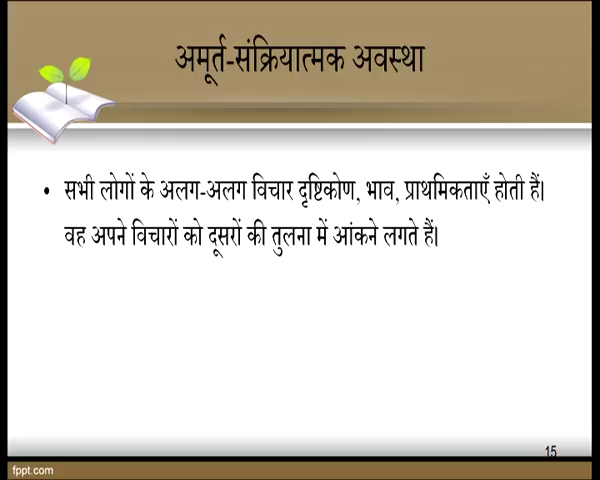 अमूर्त-संक्रियात्मक अवस्था
• सभी लोगों के अलग-अलग विचार दृष्टिकोण, भाव, प्राथमिकताएँ होती हैं।
वह अपने विचारों को दूसरों की तुलना में आंकने लगते हैं।
15
fppt.com